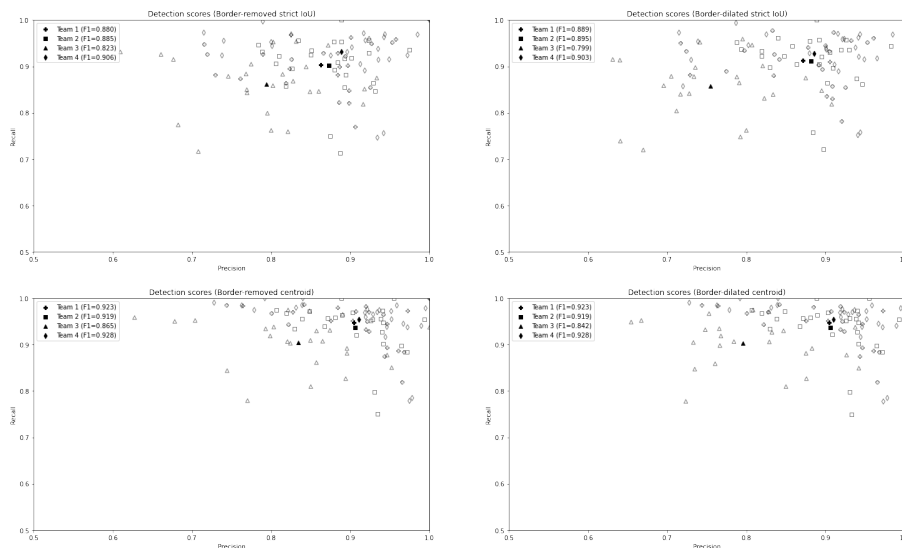 Detection scores (Border-removed strict IoU)
Team 1 (F1=0.880)
Team 2 (F1=0.885)
Team 3 (F1=0.823)
Team 4 (F1=0.906)
Recall
1.0
0.9
0.8
0.7
0.6
0.5
0.5 0.6 0.7 0.8 0.9 1.0
Precision
Detection scores (Border-dilated strict IoU)
Team 1 (F1=0.889)
Team 2 (F1=0.895)
Team 3 (F1=0.799)
Team 4 (F1=0.903)
Recall
1.0
0.9
0.8
0.7
0.6
0.5
0.5 0.6 0.7 0.8 0.9
Precision
Detection scores (Border-removed centroid)
Team 1 (F1=0.923)
Team 2 (F1=0.919)
Team 3 (F1=0.865)
Team 4 (F1=0.928)
Recall
1.0
0.9
0.8
0.7
0.6
0.5
0.5 0.6 0.7 0.8 0.9 1.0
Precision
Detection scores (Border-dilated centroid)
Team 1 (F1=0.923)
Team 2 (F1=0.919)
Team 3 (F1=0.842)
Team 4 (F1=0.928)
Recall
1.0
0.9
0.8
0.7
0.6
0.5
0.5 0.6 0.7 0.8 0.9
Precision